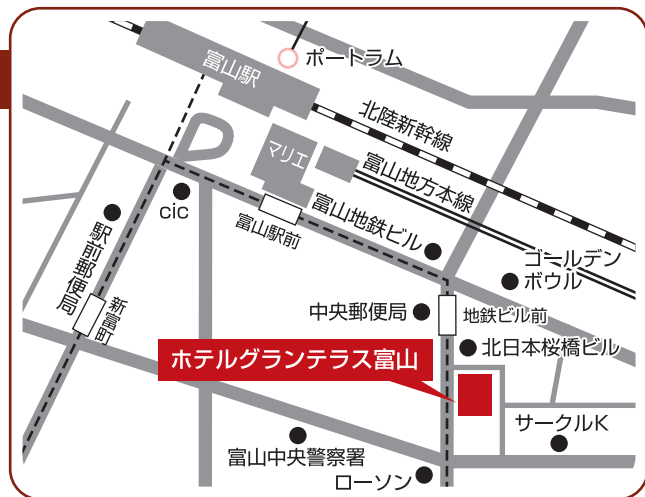 ポートラム
富山駅
北陸新幹線
マリエ
富山地方本線
cic
富山駅前
富山地鉄ビル
駅前郵便局
新富町
ゴールデン
ボウル
中央郵便局
地鉄ビル前
北日本桜橋ビル
ホテルグランテラス富山
サークルK
富山中央警察署
ローソン